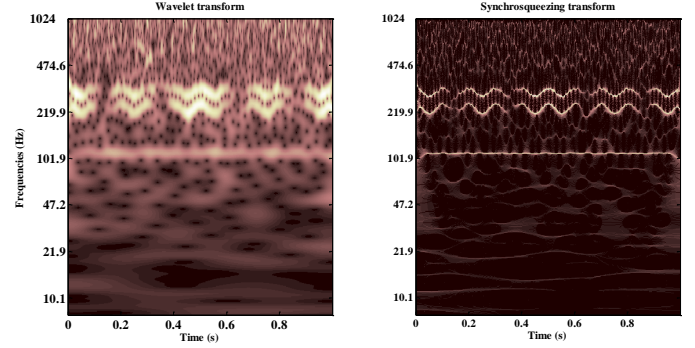 Wavelet transform
1024
474.6
219.9
101.9
47.2
21.9
10.1
Frequencies (Hz)
0 0.2 0.4 0.6 0.8
Time (s)
Synchrosqueezing transform
1024
474.6
219.9
101.9
47.2
21.9
10.1
0 0.2 0.4 0.6 0.8
Time (s)